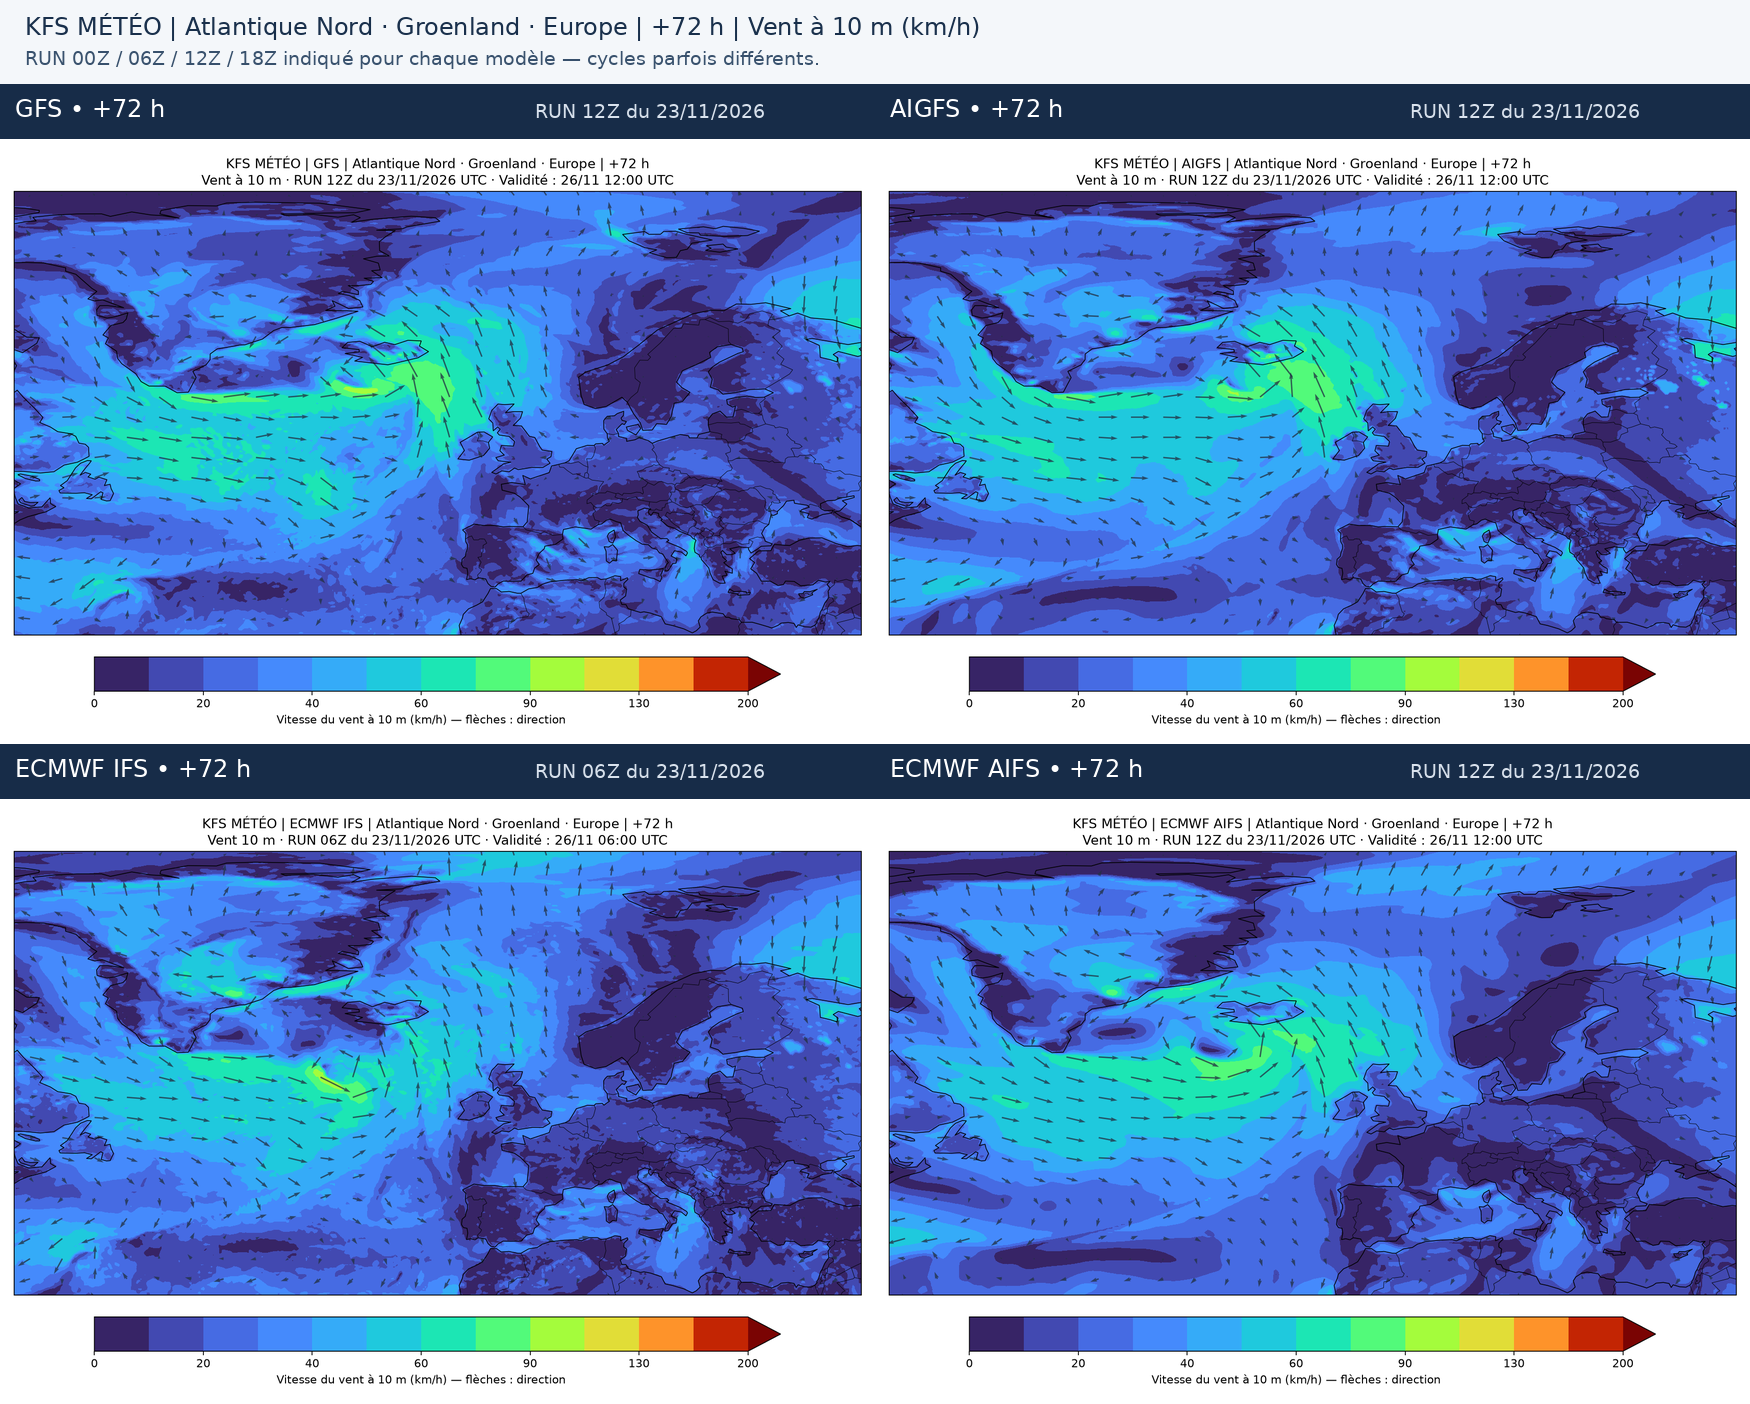 KFS MÉTÉO | Atlantique Nord · Groenland · Europe | +72 h | Vent à 10 m (km/h)
RUN 00Z / 06Z / 12Z / 18Z indiqué pour chaque modèle — cycles parfois différents.
GFS • +72 h
RUN 12Z du 23/11/2026
AIGFS • +72 h
RUN 12Z du 23/11/2026
KFS MÉTÉO | GFS | Atlantique Nord · Groenland · Europe | +72 h
Vent à 10 m · RUN 12Z du 23/11/2026 UTC · Validité : 26/11 12:00 UTC
KFS MÉTÉO | AIGFS | Atlantique Nord · Groenland · Europe | +72 h
Vent à 10 m · RUN 12Z du 23/11/2026 UTC · Validité : 26/11 12:00 UTC
0 20 40 60 90 130 200
Vitesse du vent à 10 m (km/h) — flèches : direction
0 20 40 60 90 130 200
Vitesse du vent à 10 m (km/h) — flèches : direction
ECMWF IFS • +72 h
RUN 06Z du 23/11/2026
ECMWF AIFS • +72 h
RUN 12Z du 23/11/2026
KFS MÉTÉO | ECMWF IFS | Atlantique Nord · Groenland · Europe | +72 h
Vent 10 m · RUN 06Z du 23/11/2026 UTC · Validité : 26/11 06:00 UTC
KFS MÉTÉO | ECMWF AIFS | Atlantique Nord · Groenland · Europe | +72 h
Vent 10 m · RUN 12Z du 23/11/2026 UTC · Validité : 26/11 12:00 UTC
0 20 40 60 90 130 200
Vitesse du vent à 10 m (km/h) — flèches : direction
0 20 40 60 90 130 200
Vitesse du vent à 10 m (km/h) — flèches : direction